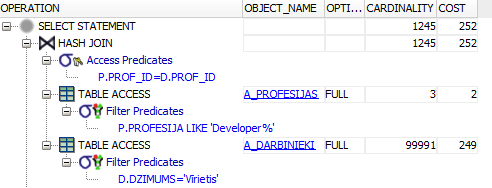 OPERATION OBJECT_NAME OPTI... CARDINALITY COST
SELECT STATEMENT 1245 252
HASH JOIN 1245 252
Access Predicates
P.PROF_ID=D.PROF_ID
TABLE ACCESS A_PROFESIJAS FULL 3 2
Filter Predicates
P.PROFESIJA LIKE 'Developer%'
TABLE ACCESS A_DARBINIEKI FULL 99991 249
Filter Predicates
D.DZIMUMS='Virietis'